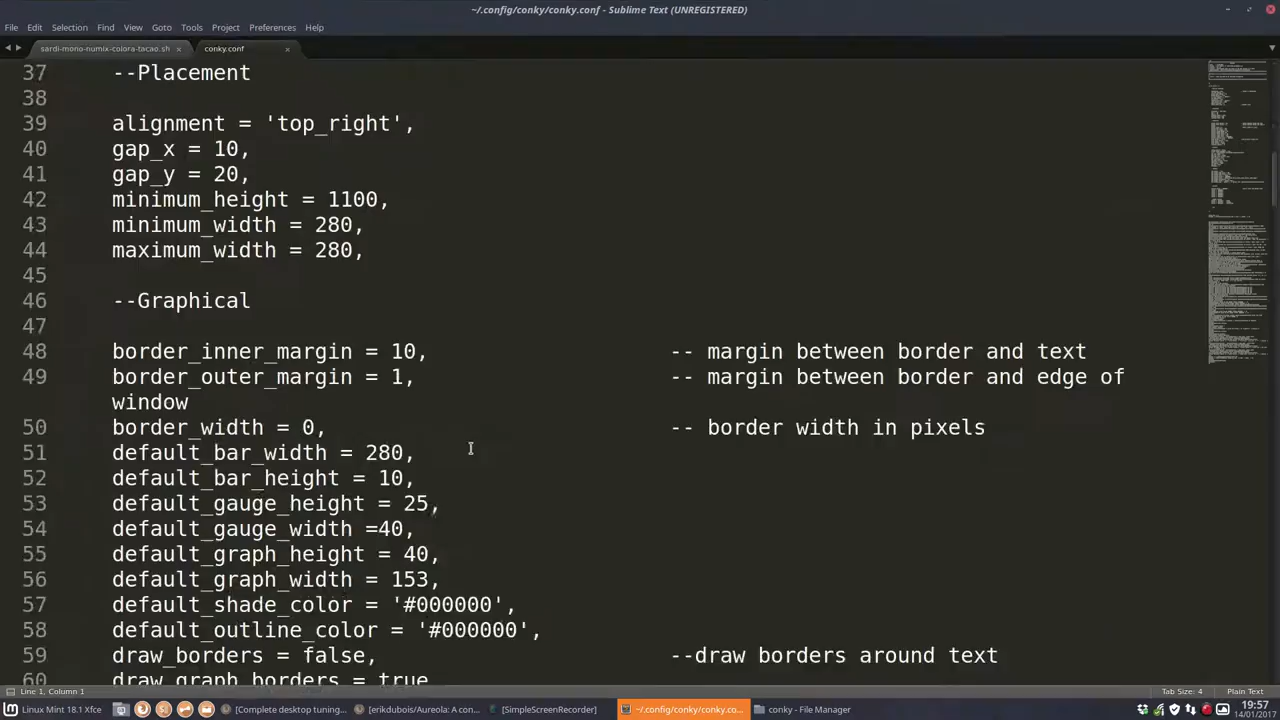 ~/.config/conky/conky.conf - Sublime Text (UNREGISTERED)
File Edit Selection Find View Goto Tools Project Preferences Help
sardi-mono-numix-colora-tacao.sh × conky.conf ×
37 --Placement
38
39 alignment = 'top_right',
40 gap_x = 10,
41 gap_y = 20,
42 minimum_height = 1100,
43 minimum_width = 280,
44 maximum_width = 280,
45
46 --Graphical
47
48 border_inner_margin = 10, -- margin between border and text
49 border_outer_margin = 1, -- margin between border and edge of
window
50 border_width = 0, -- border width in pixels
51 default_bar_width = 280,
52 default_bar_height = 10,
53 default_gauge_height = 25,
54 default_gauge_width =40,
55 default_graph_height = 40,
56 default_graph_width = 153,
57 default_shade_color = '#000000',
58 default_outline_color = '#000000',
59 draw_borders = false, --draw borders around text
60 draw_graph_borders = true
Line 1, Column 1 Tab Size: 4 Plain Text
Linux Mint 18.1 Xfce [Complete desktop tuning... [erikdubois/Aureola: A con... [SimpleScreenRecorder] ~/.config/conky/conky.co... conky - File Manager 19:57
14/01/2017